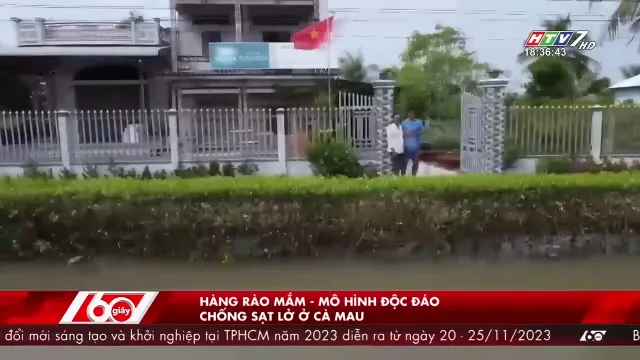 HTV7 HD
18:36:43
60 giây
HÀNG RÀO MẮM - MÔ HÌNH ĐỘC ĐÁO
CHỐNG SẠT LỞ Ở CÀ MAU
đổi mới sáng tạo và khởi nghiệp tại TPHCM năm 2023 diễn ra từ ngày 20 - 25/11/2023
60